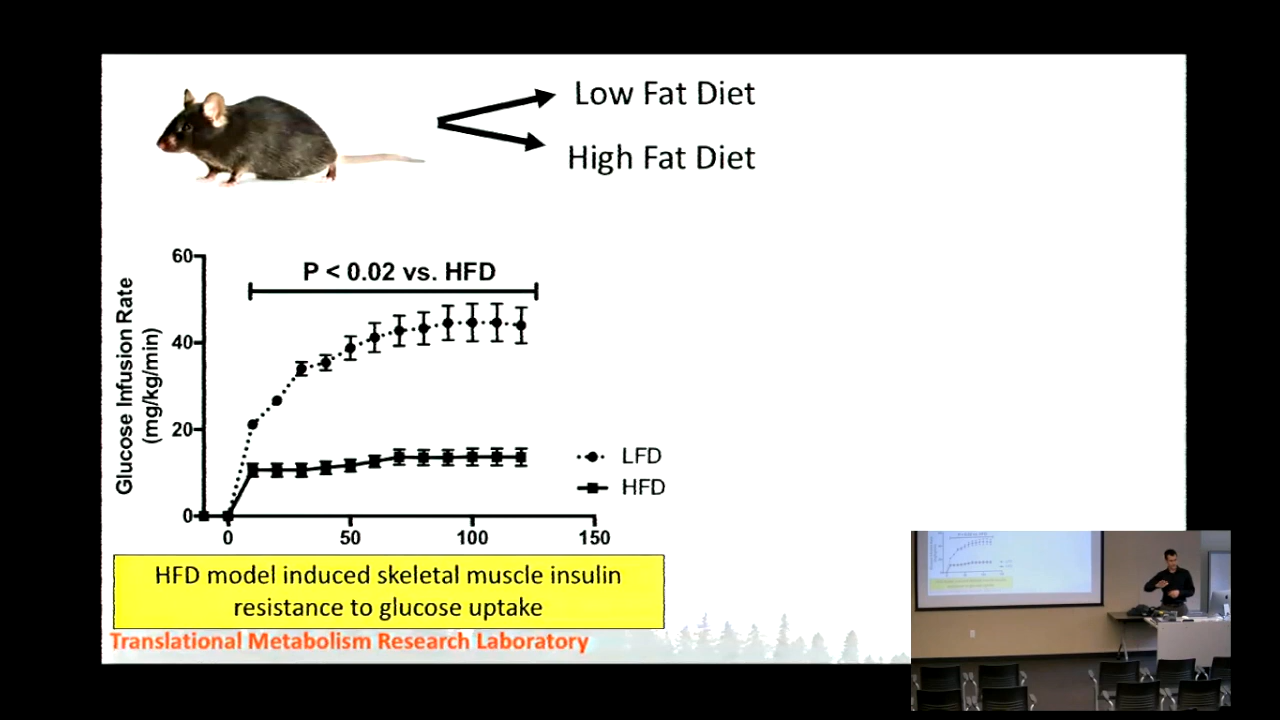 Low Fat Diet
High Fat Diet
P < 0.02 vs. HFD
Glucose Infusion Rate
(mg/kg/min)
60
40
20
0
0
50
100
150
LFD
HFD
HFD model induced skeletal muscle insulin
resistance to glucose uptake
Translational Metabolism Research Laboratory